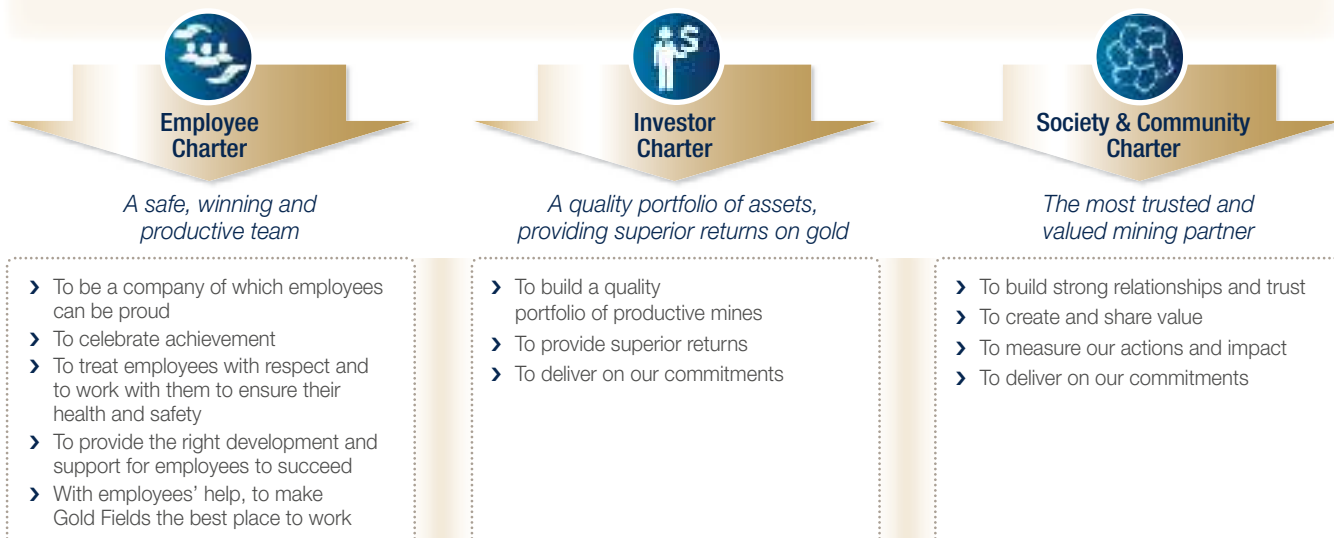 Employee
Charter
A safe, winning and
productive team
› To be a company of which employees
can be proud
› To celebrate achievement
› To treat employees with respect and
to work with them to ensure their
health and safety
› To provide the right development and
support for employees to succeed
› With employees’ help, to make
Gold Fields the best place to work
Investor
Charter
A quality portfolio of assets,
providing superior returns on gold
› To build a quality
portfolio of productive mines
› To provide superior returns
› To deliver on our commitments
Society & Community
Charter
The most trusted and
valued mining partner
› To build strong relationships and trust
› To create and share value
› To measure our actions and impact
› To deliver on our commitments